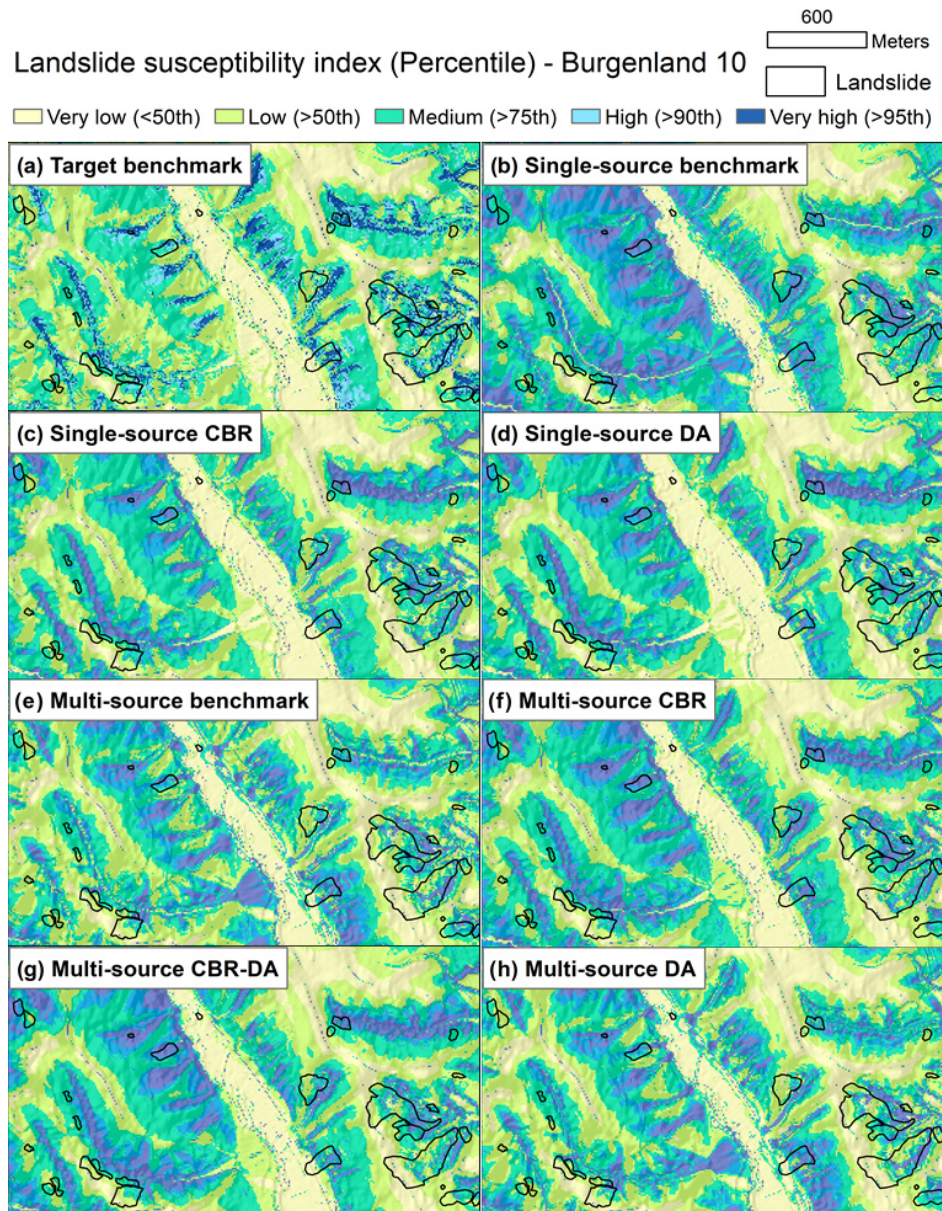 600
Meters
Landslide susceptibility index (Percentile) - Burgenland 10
Landslide
Very low (<50th) Low (>50th) Medium (>75th) High (>90th) Very high (>95th)
(a) Target benchmark
(b) Single-source benchmark
(c) Single-source CBR
(d) Single-source DA
(e) Multi-source benchmark
(f) Multi-source CBR
(g) Multi-source CBR-DA
(h) Multi-source DA